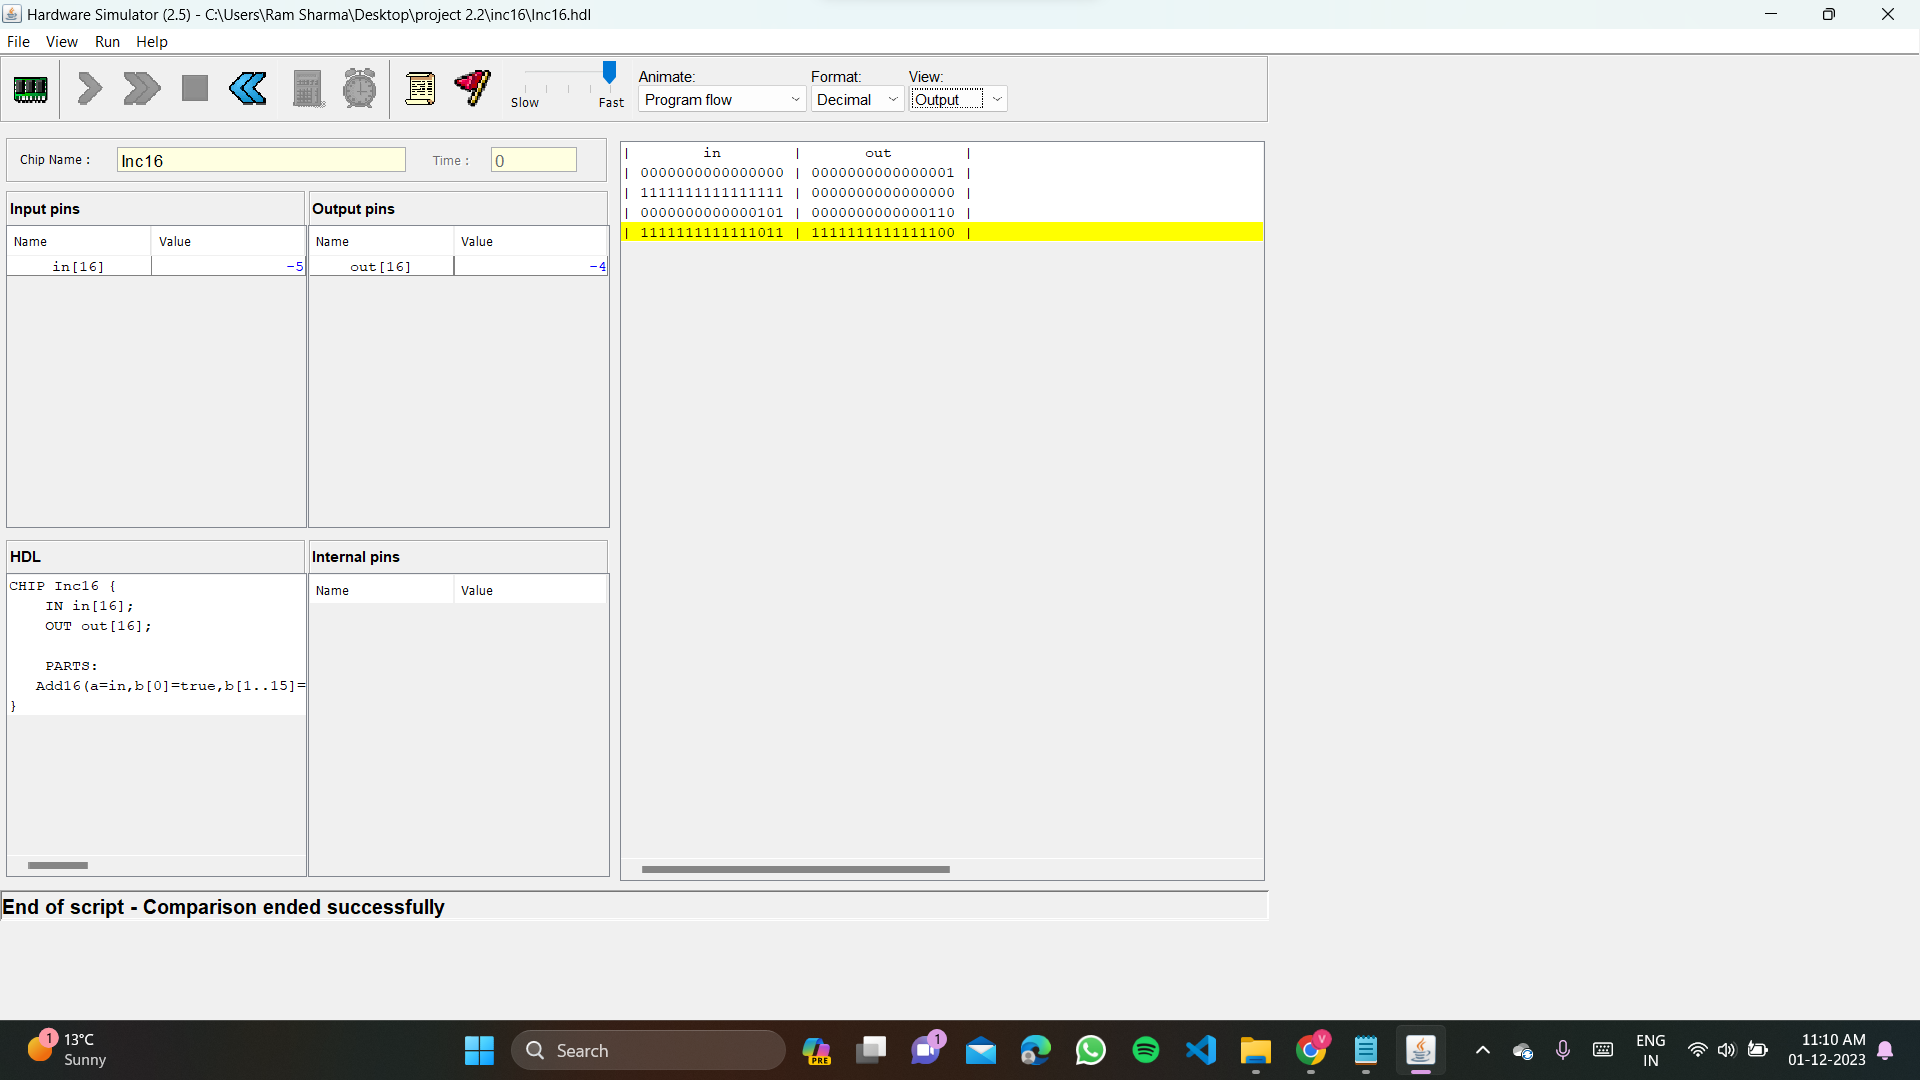 Hardware Simulator (2.5) - C:\Users\Ram Sharma\Desktop\project 2.2\inc16\Inc16.hdl
File View Run Help
Slow Fast
Animate: Format: View:
Program flow Decimal Output
Chip Name : Inc16 Time : 0
Input pins Output pins
Name Value Name Value
in[16] -5 out[16] -4
| in | out |
| 0000000000000000 | 0000000000000001 |
| 1111111111111111 | 0000000000000000 |
| 0000000000000101 | 0000000000000110 |
| 1111111111111011 | 1111111111111100 |
HDL Internal pins
Name Value
CHIP Inc16 {
IN in[16];
OUT out[16];
PARTS:
Add16(a=in,b[0]=true,b[1..15]=
}
End of script - Comparison ended successfully
1 13°C
Sunny
Search
PRE
1
V
ENG
IN
11:10 AM
01-12-2023